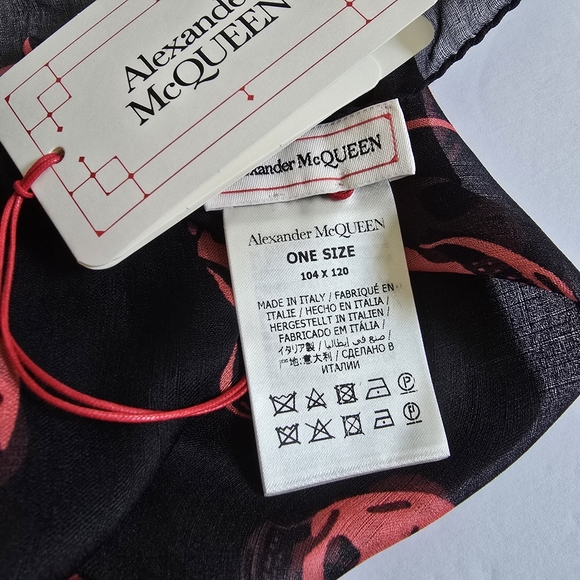 Alexander
McQUEEN
McQUEEN
Alexander McQUEEN
ONE SIZE
104 x 120
MADE IN ITALY / FABRIQUÉ EN
ITALIE / HECHO EN ITALIA /
HERGESTELLT IN ITALIEN /
FABRICADO EM ITÁLIA /
イタリア製 / صنع في إيطاليا /
地:意大利 / СДЕЛАНО В
ИТАЛИИ
P
P